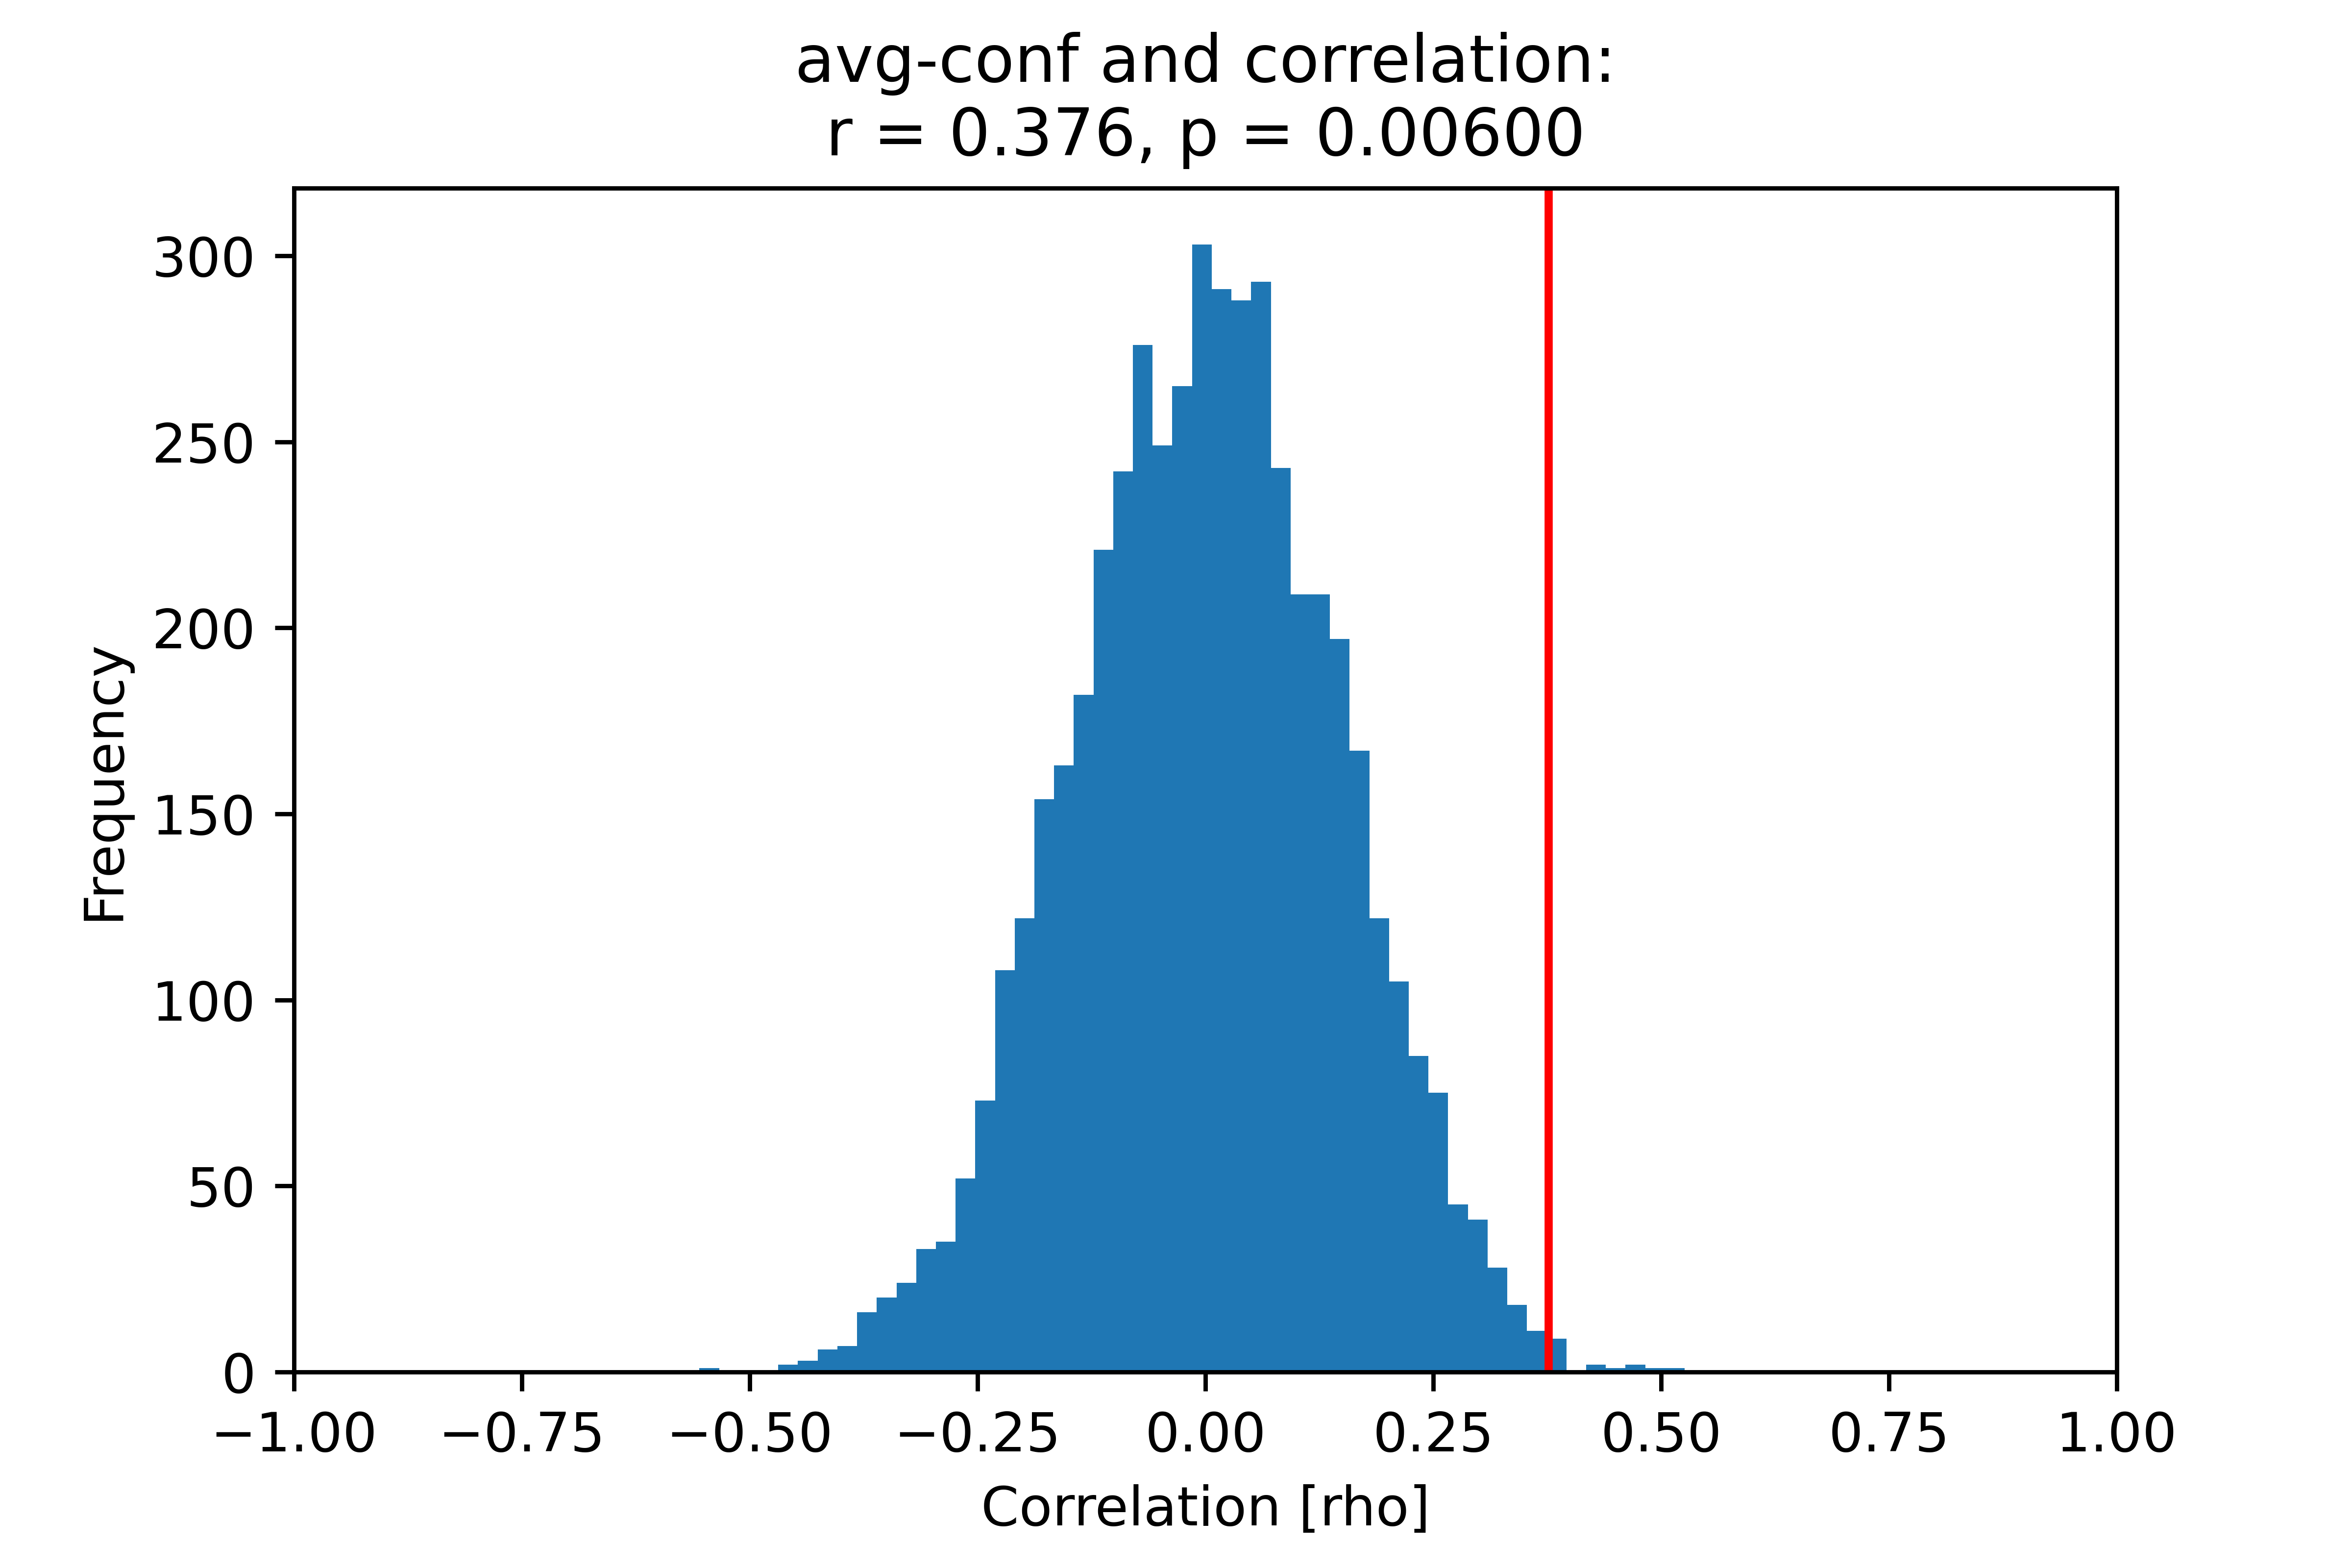 avg-conf and correlation:
r = 0.376, p = 0.00600
Frequency
300
250
200
150
100
50
0
−1.00 −0.75 −0.50 −0.25 0.00 0.25 0.50 0.75 1.00
Correlation [rho]